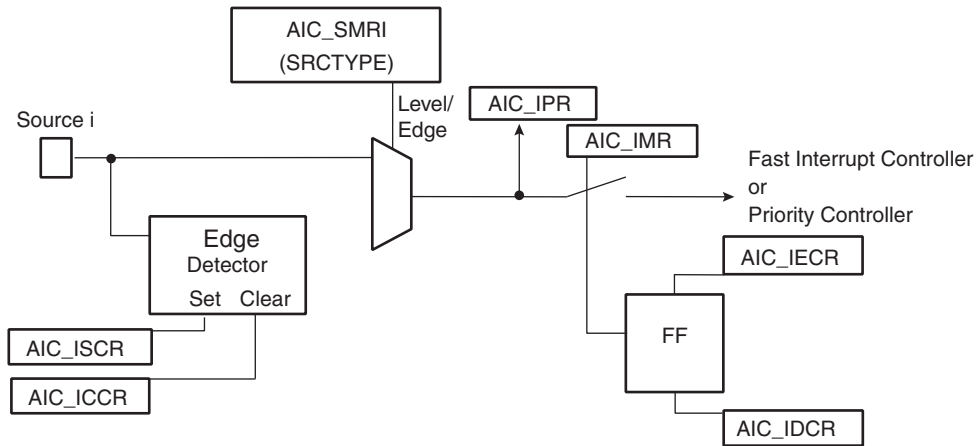 AIC_SMRI
(SRCTYPE)
Level/
Edge
AIC_IPR
AIC_IMR
Source i
Fast Interrupt Controller
or
Priority Controller
Edge
Detector
Set Clear
AIC_IECR
FF
AIC_ISCR
AIC_ICCR
AIC_IDCR